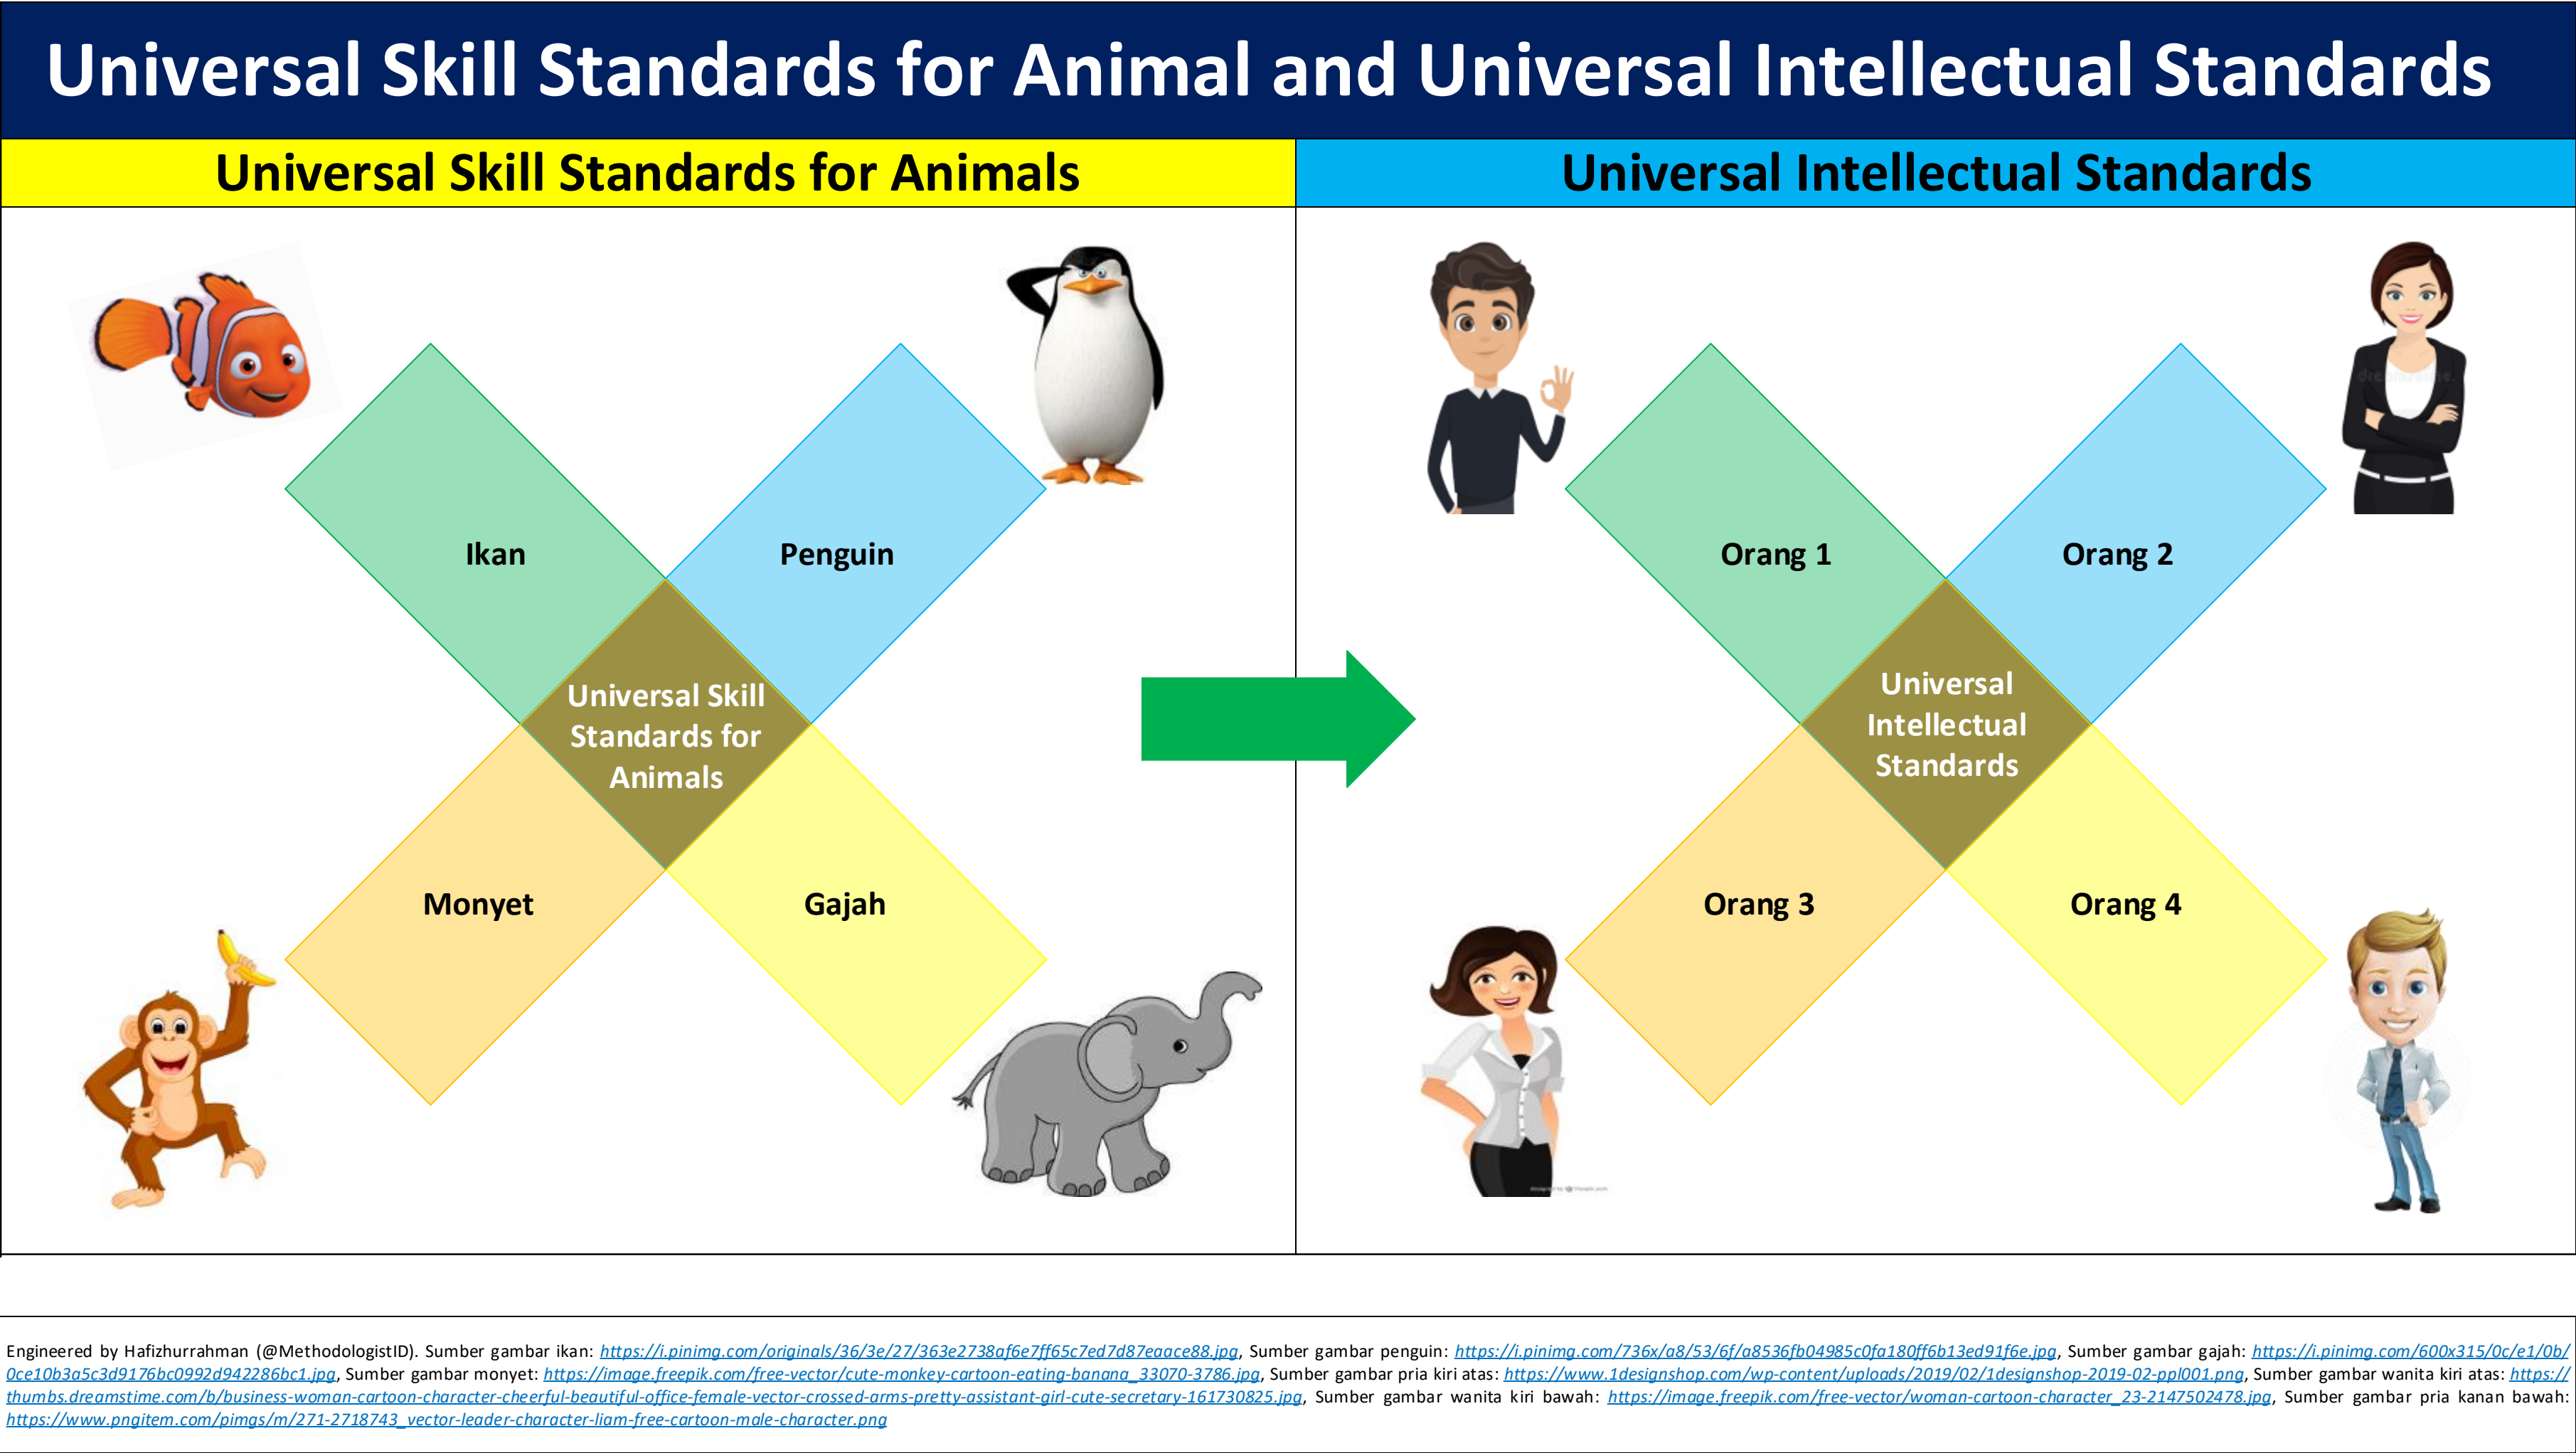 Universal Skill Standards for Animal and Universal Intellectual Standards
Universal Skill Standards for Animals
Universal Intellectual Standards
Ikan
Penguin
Universal Skill
Standards for
Animals
Monyet
Gajah
Orang 1
Orang 2
Universal
Intellectual
Standards
Orang 3
Orang 4
Engineered by Hafizhurrahman (@MethodologistID). Sumber gambar ikan: https://i.pinimg.com/originals/36/3e/27/363e2738af6e7ff65c7ed7d87eaace88.jpg, Sumber gambar penguin: https://i.pinimg.com/736x/a8/53/6f/a8536fb04985c0fa180ff6b13ed91f6e.jpg, Sumber gambar gajah: https://i.pinimg.com/600x315/0c/e1/0b/
0ce10b3a5c3d9176bc0992d942286bc1.jpg, Sumber gambar monyet: https://image.freepik.com/free-vector/cute-monkey-cartoon-eating-banana_33070-3786.jpg, Sumber gambar pria kiri atas: https://www.1designshop.com/wp-content/uploads/2019/02/1designshop-2019-02-ppl001.png, Sumber gambar wanita kiri atas: https://
thumbs.dreamstime.com/b/business-woman-cartoon-character-cheerful-beautiful-office-female-vector-crossed-arms-pretty-assistant-girl-cute-secretary-161730825.jpg, Sumber gambar wanita kiri bawah: https://image.freepik.com/free-vector/woman-cartoon-character_23-2147502478.jpg, Sumber gambar pria kanan bawah:
https://www.pngitem.com/pimgs/m/271-2718743_vector-leader-character-liam-free-cartoon-male-character.png